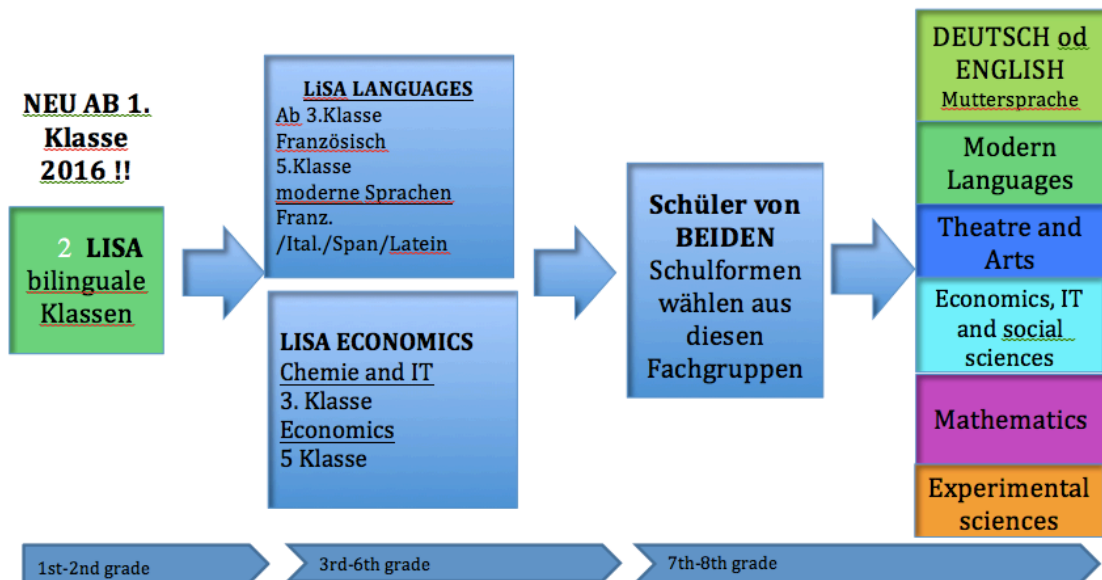 NEU AB 1.
Klasse
2016 !!
2 LISA
bilinguale
Klassen
LiSA LANGUAGES
Ab 3.Klasse
Französisch
5.Klasse
moderne Sprachen
Franz.
/Ital./Span/Latein
LISA ECONOMICS
Chemie and IT
3. Klasse
Economics
5 Klasse
Schüler von
BEIDEN
Schulformen
wählen aus
diesen
Fachgruppen
DEUTSCH od
ENGLISH
Muttersprache
Modern
Languages
Theatre and
Arts
Economics, IT
and social
sciences
Mathematics
Experimental
sciences
1st-2nd grade
3rd-6th grade
7th-8th grade